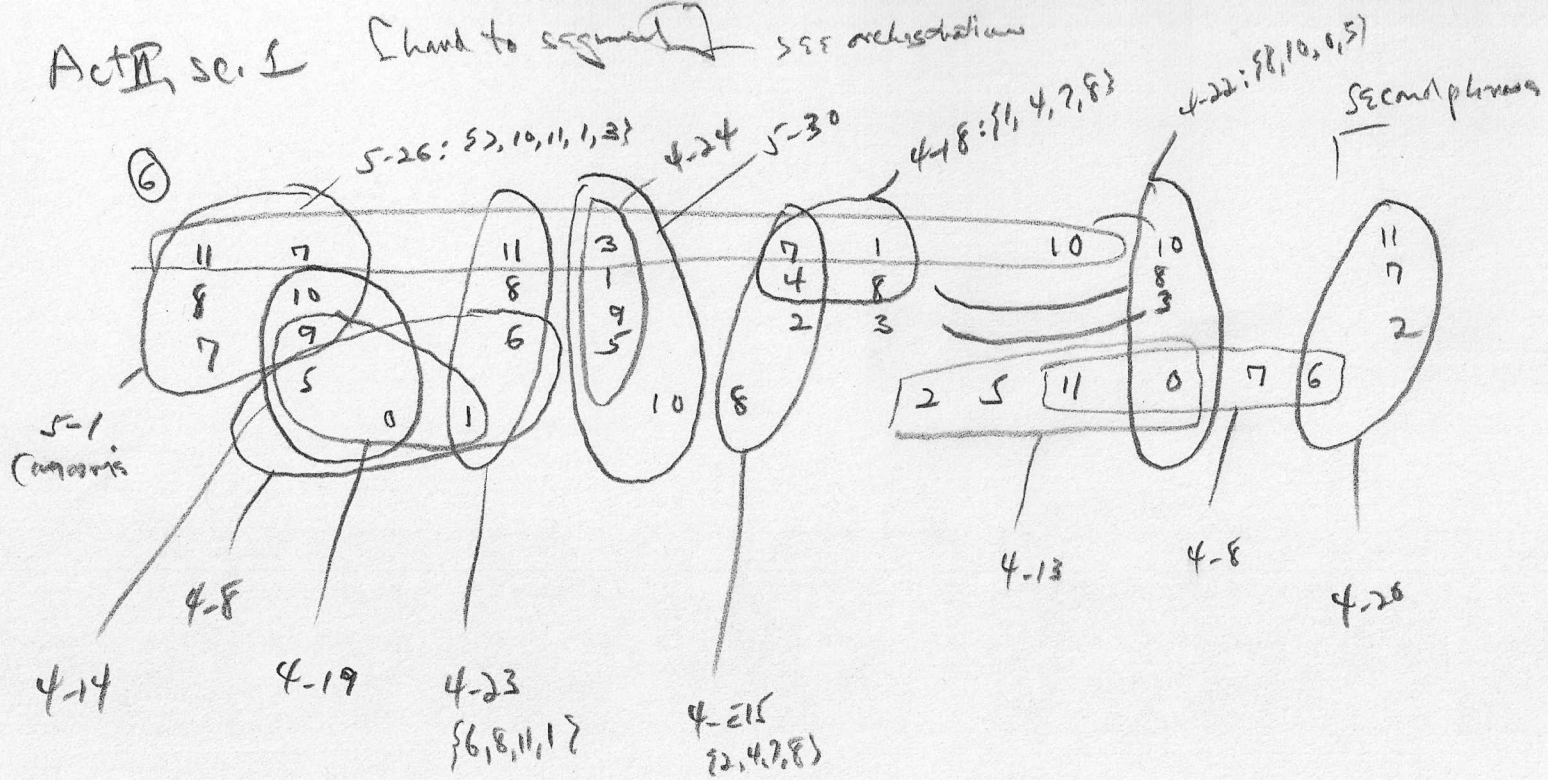 Act II, sc. 1 [hard to segment] see orchestration
4-22: {8,10,0,3}
second phrase
5-26: {7,10,11,1,3}
4-24
5-30
4-18: {1,4,7,8}
6
11 7 11 3 7 1 10 10 11
8 10 8 1 4 8 8 7
7 9 6 9 2 3 3 2
5 5
0 1 10 8 2 5 11 0 7 6
5-1
4-13
4-8
4-20
4-8
4-14
4-19
4-23
{6,8,11,1}
4-Z15
{2,4,7,8}